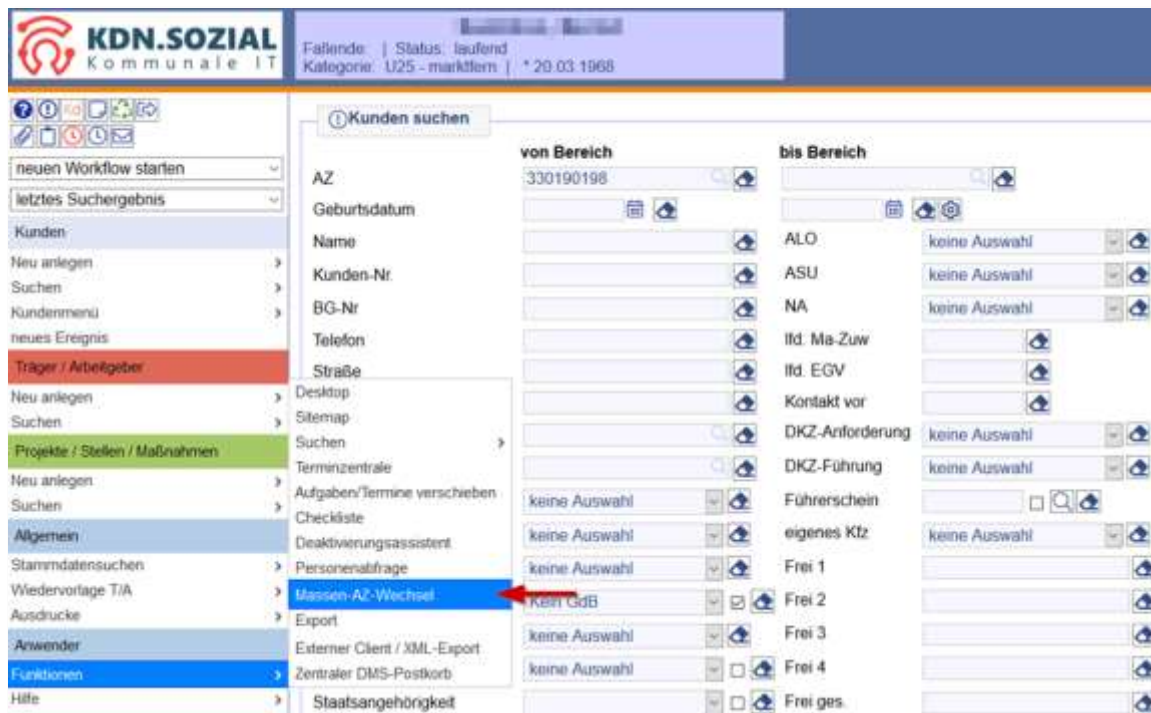 KDN.SOZIAL
Kommunale IT
Fallende: | Status: laufend
Kategorie: U25 - marktfern | * 20.03.1968
neuen Workflow starten
letztes Suchergebnis
Kunden
Neu anlegen
Suchen
Kundenmenü
neues Ereignis
Träger / Arbeitgeber
Neu anlegen
Suchen
Projekte / Stellen / Maßnahmen
Neu anlegen
Suchen
Allgemein
Stammdatensuchen
Wiedervorlage T/A
Ausdrucke
Anwender
Funktionen
Hilfe
Desktop
Sitemap
Suchen
Terminzentrale
Aufgaben/Termine verschieben
Checkliste
Deaktivierungsassistent
Personenabfrage
Massen-AZ-Wechsel
Export
Externer Client / XML-Export
Zentraler DMS-Postkorb
Kunden suchen
von Bereich bis Bereich
AZ 330190198
Geburtsdatum
Name ALO keine Auswahl
Kunden-Nr. ASU keine Auswahl
BG-Nr NA keine Auswahl
Telefon lfd. Ma-Zuw
Straße lfd. EGV
Kontakt vor
DKZ-Anforderung keine Auswahl
DKZ-Führung keine Auswahl
keine Auswahl Führerschein
keine Auswahl eigenes Kfz keine Auswahl
keine Auswahl Frei 1
Kein GdB Frei 2
keine Auswahl Frei 3
keine Auswahl Frei 4
Staatsangehörigkeit Frei ges.